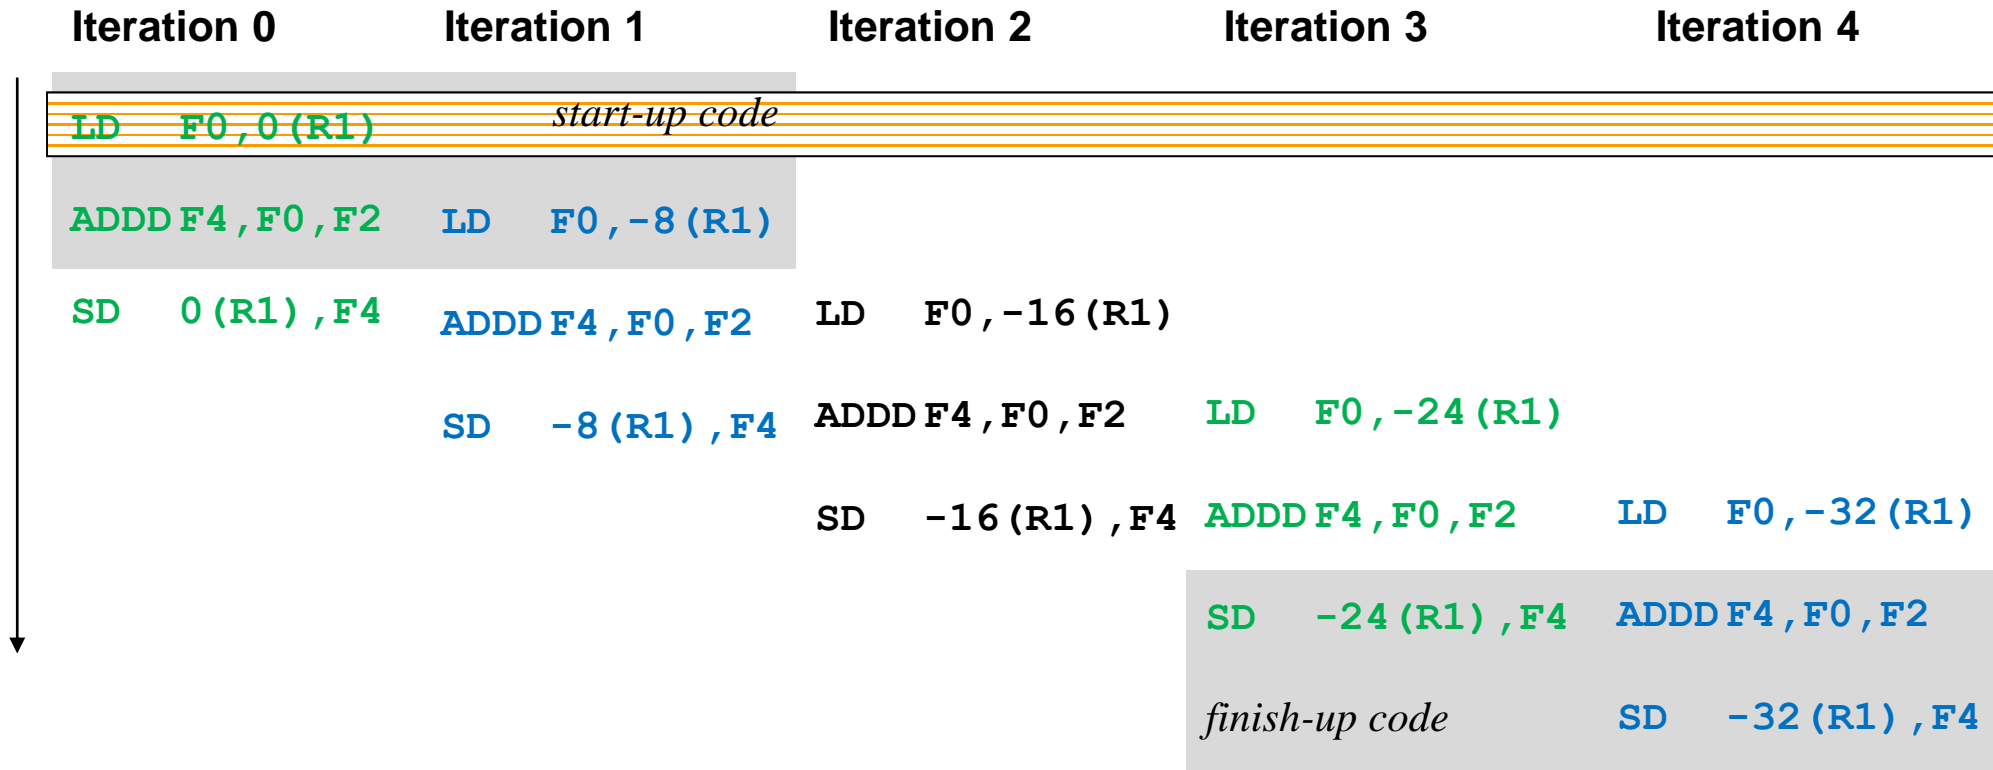 Iteration 0 Iteration 1 Iteration 2 Iteration 3 Iteration 4
LD F0,0(R1) start-up code
ADDD F4,F0,F2 LD F0,-8(R1)
SD 0(R1),F4 ADDD F4,F0,F2 LD F0,-16(R1)
SD -8(R1),F4 ADDD F4,F0,F2 LD F0,-24(R1)
SD -16(R1),F4 ADDD F4,F0,F2 LD F0,-32(R1)
SD -24(R1),F4 ADDD F4,F0,F2
finish-up code SD -32(R1),F4